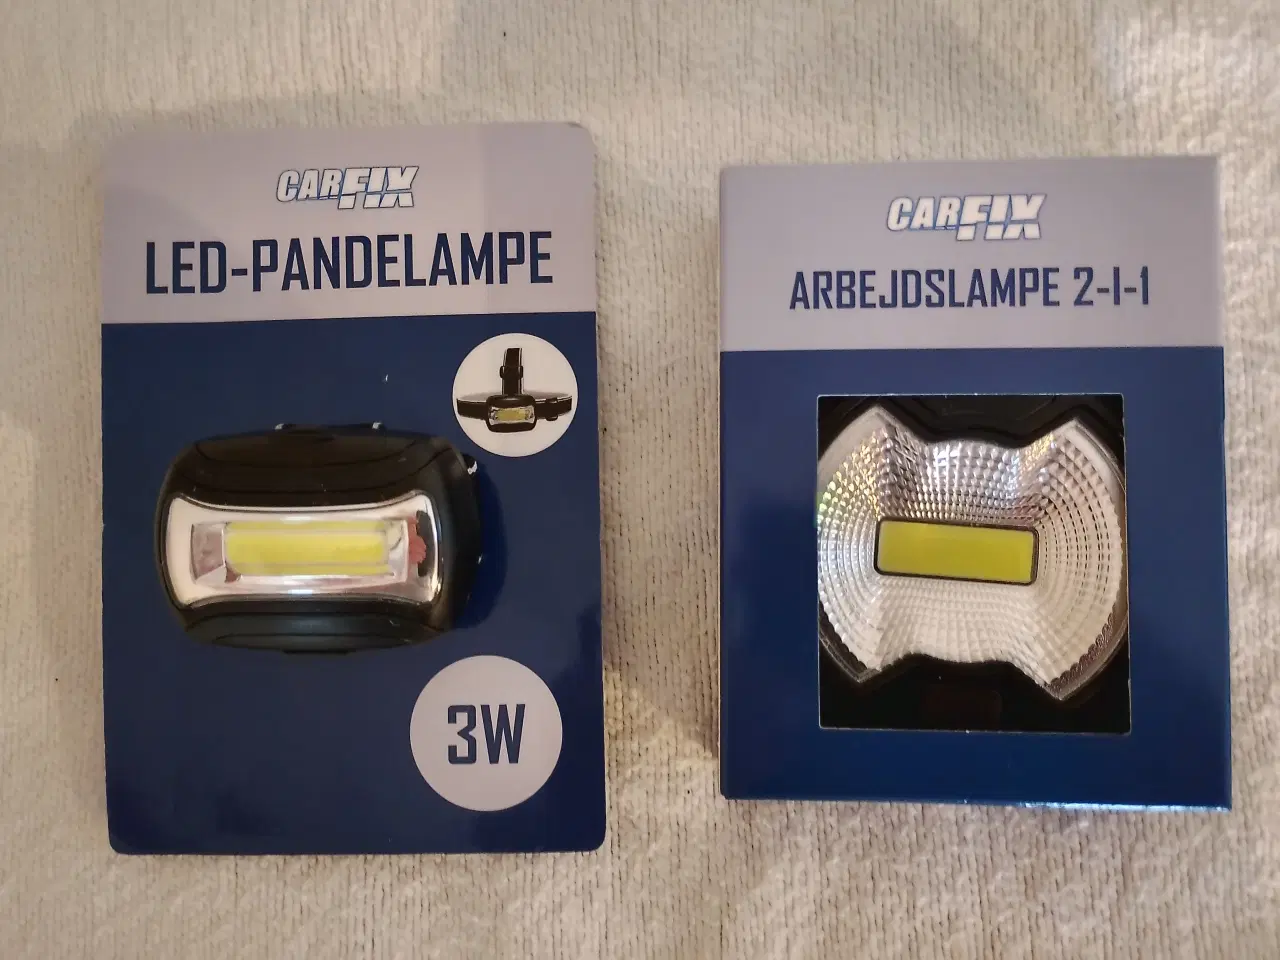 CARFIX
LED-PANDELAMPE
3W
CARFIX
ARBEJDSLAMPE 2-I-1